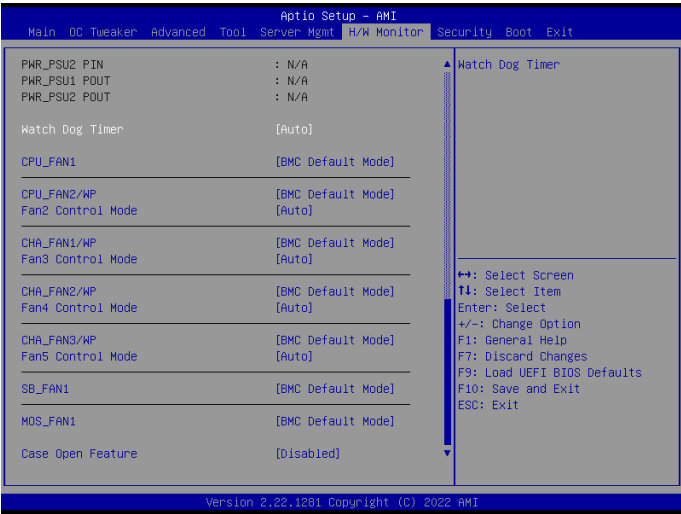 Aptio Setup - AMI
Main OC Tweaker Advanced Tool Server Mgmt H/W Monitor Security Boot Exit
PWR_PSU2 PIN : N/A
PWR_PSU1 POUT : N/A
PWR_PSU2 POUT : N/A
Watch Dog Timer [Auto]
CPU_FAN1 [BMC Default Mode]
CPU_FAN2/WP [BMC Default Mode]
Fan2 Control Mode [Auto]
CHA_FAN1/WP [BMC Default Mode]
Fan3 Control Mode [Auto]
CHA_FAN2/WP [BMC Default Mode]
Fan4 Control Mode [Auto]
CHA_FAN3/WP [BMC Default Mode]
Fan5 Control Mode [Auto]
SB_FAN1 [BMC Default Mode]
MOS_FAN1 [BMC Default Mode]
Case Open Feature [Disabled]
Watch Dog Timer
↔: Select Screen
↑↓: Select Item
Enter: Select
+/-: Change Option
F1: General Help
F7: Discard Changes
F9: Load UEFI BIOS Defaults
F10: Save and Exit
ESC: Exit
Version 2.22.1281 Copyright (C) 2022 AMI